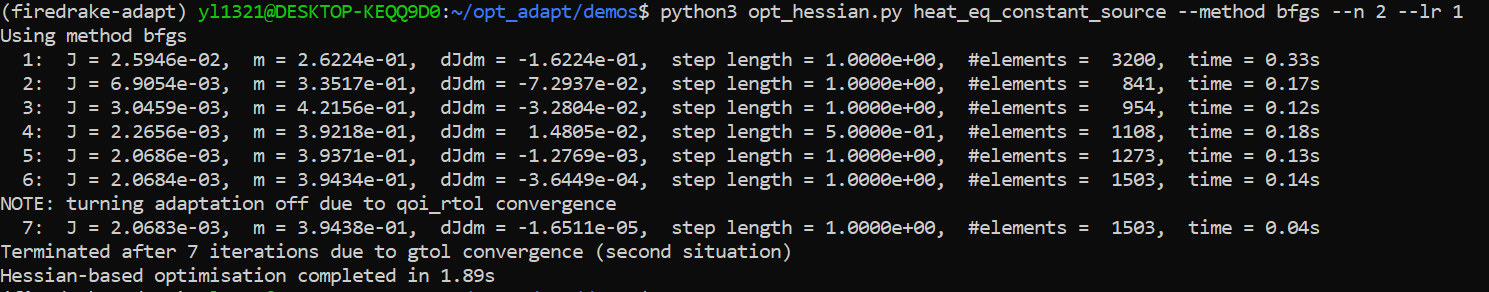 (firedrake-adapt) yl1321@DESKTOP-KEQQ9D0:~/opt_adapt/demos$ python3 opt_hessian.py heat_eq_constant_source --method bfgs --n 2 --lr 1
Using method bfgs
  1:  J = 2.5946e-02,  m = 2.6224e-01,  dJdm = -1.6224e-01,  step length = 1.0000e+00,  #elements =  3200,  time = 0.33s
  2:  J = 6.9054e-03,  m = 3.3517e-01,  dJdm = -7.2937e-02,  step length = 1.0000e+00,  #elements =   841,  time = 0.17s
  3:  J = 3.0459e-03,  m = 4.2156e-01,  dJdm = -3.2804e-02,  step length = 1.0000e+00,  #elements =   954,  time = 0.12s
  4:  J = 2.2656e-03,  m = 3.9218e-01,  dJdm =  1.4805e-02,  step length = 5.0000e-01,  #elements =  1108,  time = 0.18s
  5:  J = 2.0686e-03,  m = 3.9371e-01,  dJdm = -1.2769e-03,  step length = 1.0000e+00,  #elements =  1273,  time = 0.13s
  6:  J = 2.0684e-03,  m = 3.9434e-01,  dJdm = -3.6449e-04,  step length = 1.0000e+00,  #elements =  1503,  time = 0.14s
NOTE: turning adaptation off due to qoi_rtol convergence
  7:  J = 2.0683e-03,  m = 3.9438e-01,  dJdm = -1.6511e-05,  step length = 1.0000e+00,  #elements =  1503,  time = 0.04s
Terminated after 7 iterations due to gtol convergence (second situation)
Hessian-based optimisation completed in 1.89s